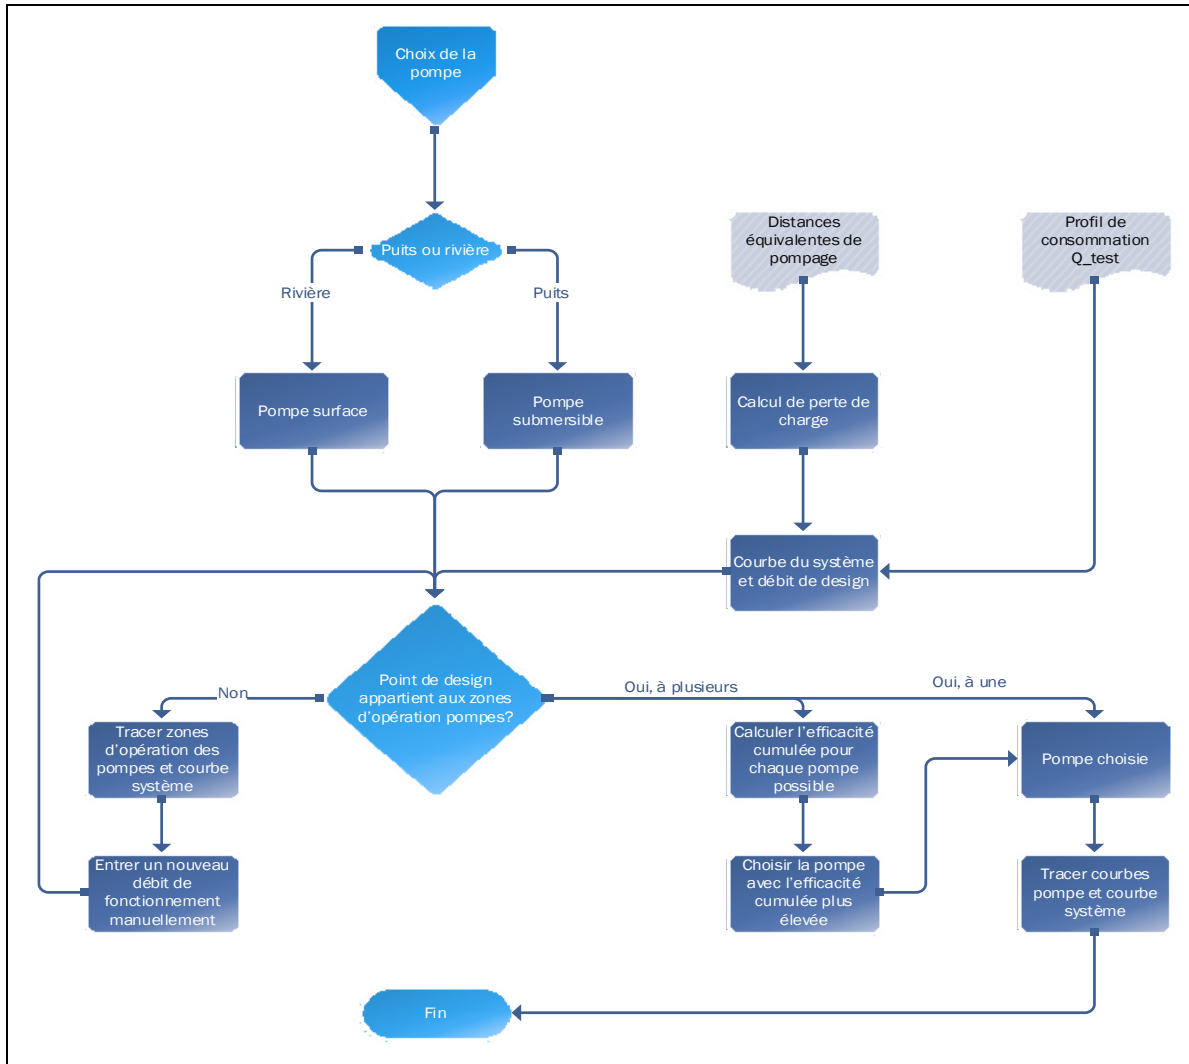 Choix de la
pompe
Puits ou rivière
Distances
équivalentes de
pompage
Profil de
consommation
Q_test
Rivière
Puits
Pompe surface
Pompe
submersible
Calcul de perte de
charge
Courbe du système
et débit de design
Point de design
appartient aux zones
d'opération pompes?
Non
Oui, à plusieurs
Oui, à une
Tracer zones
d'opération des
pompes et courbe
système
Calculer l'efficacité
cumulée pour
chaque pompe
possible
Pompe choisie
Entrer un nouveau
débit de
fonctionnement
manuellement
Choisir la pompe
avec l'efficacité
cumulée plus
élevée
Tracer courbes
pompe et courbe
système
Fin